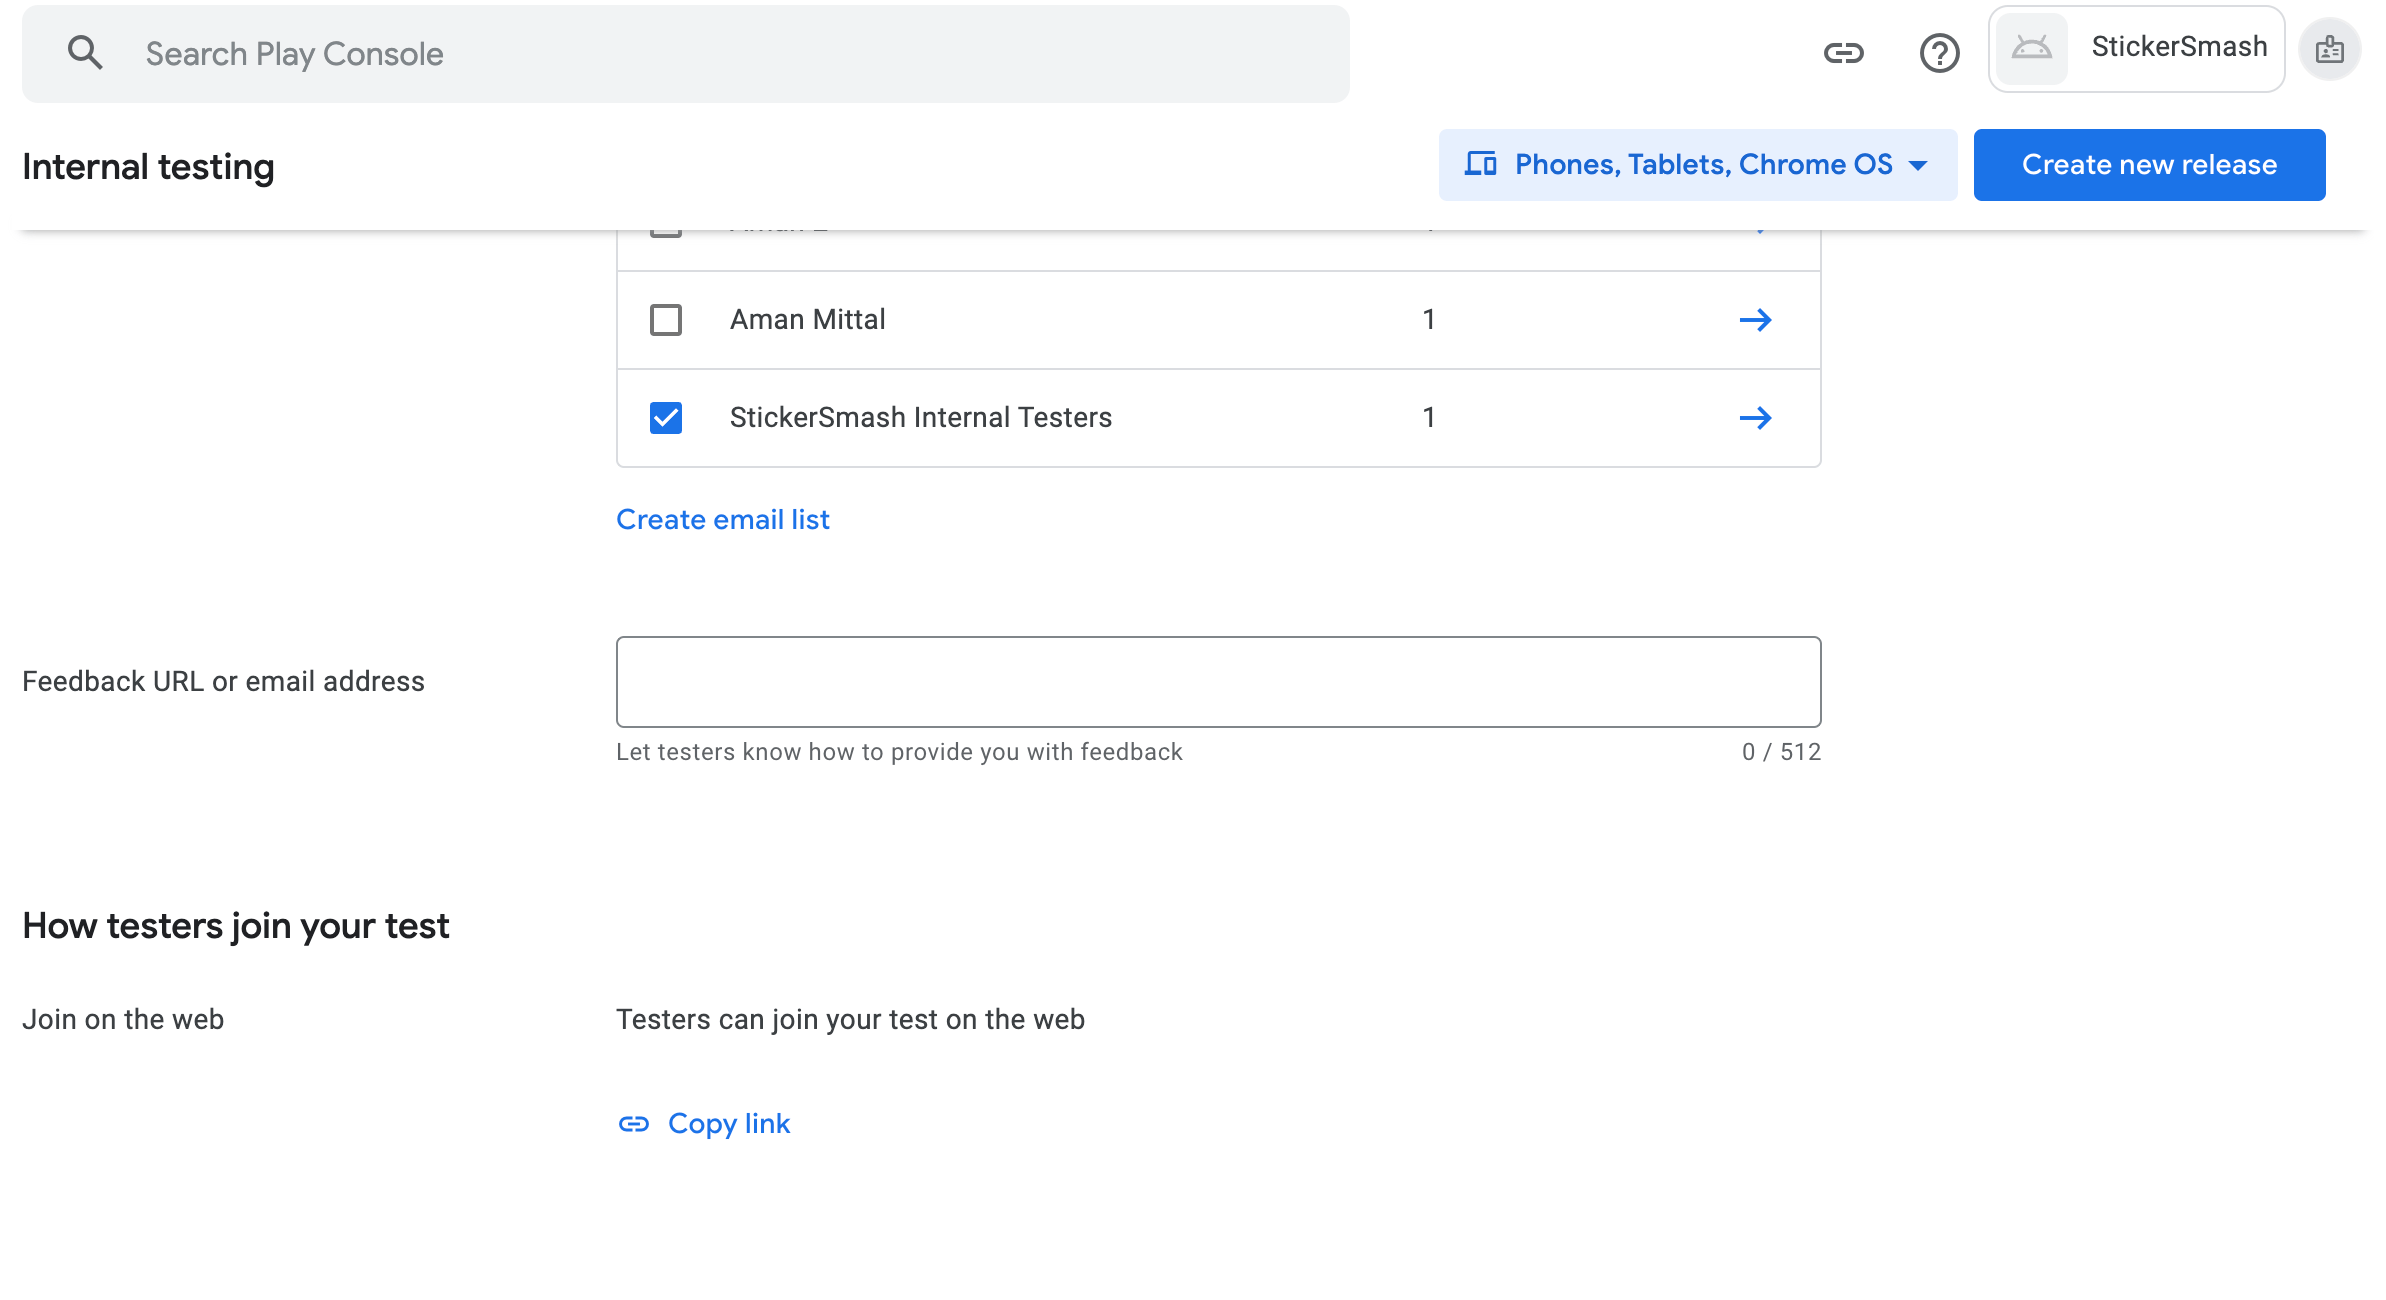 Search Play Console
StickerSmash
Internal testing
Phones, Tablets, Chrome OS
Create new release
Aman Mittal 1
StickerSmash Internal Testers 1
Create email list
Feedback URL or email address
Let testers know how to provide you with feedback 0 / 512
How testers join your test
Join on the web
Testers can join your test on the web
Copy link